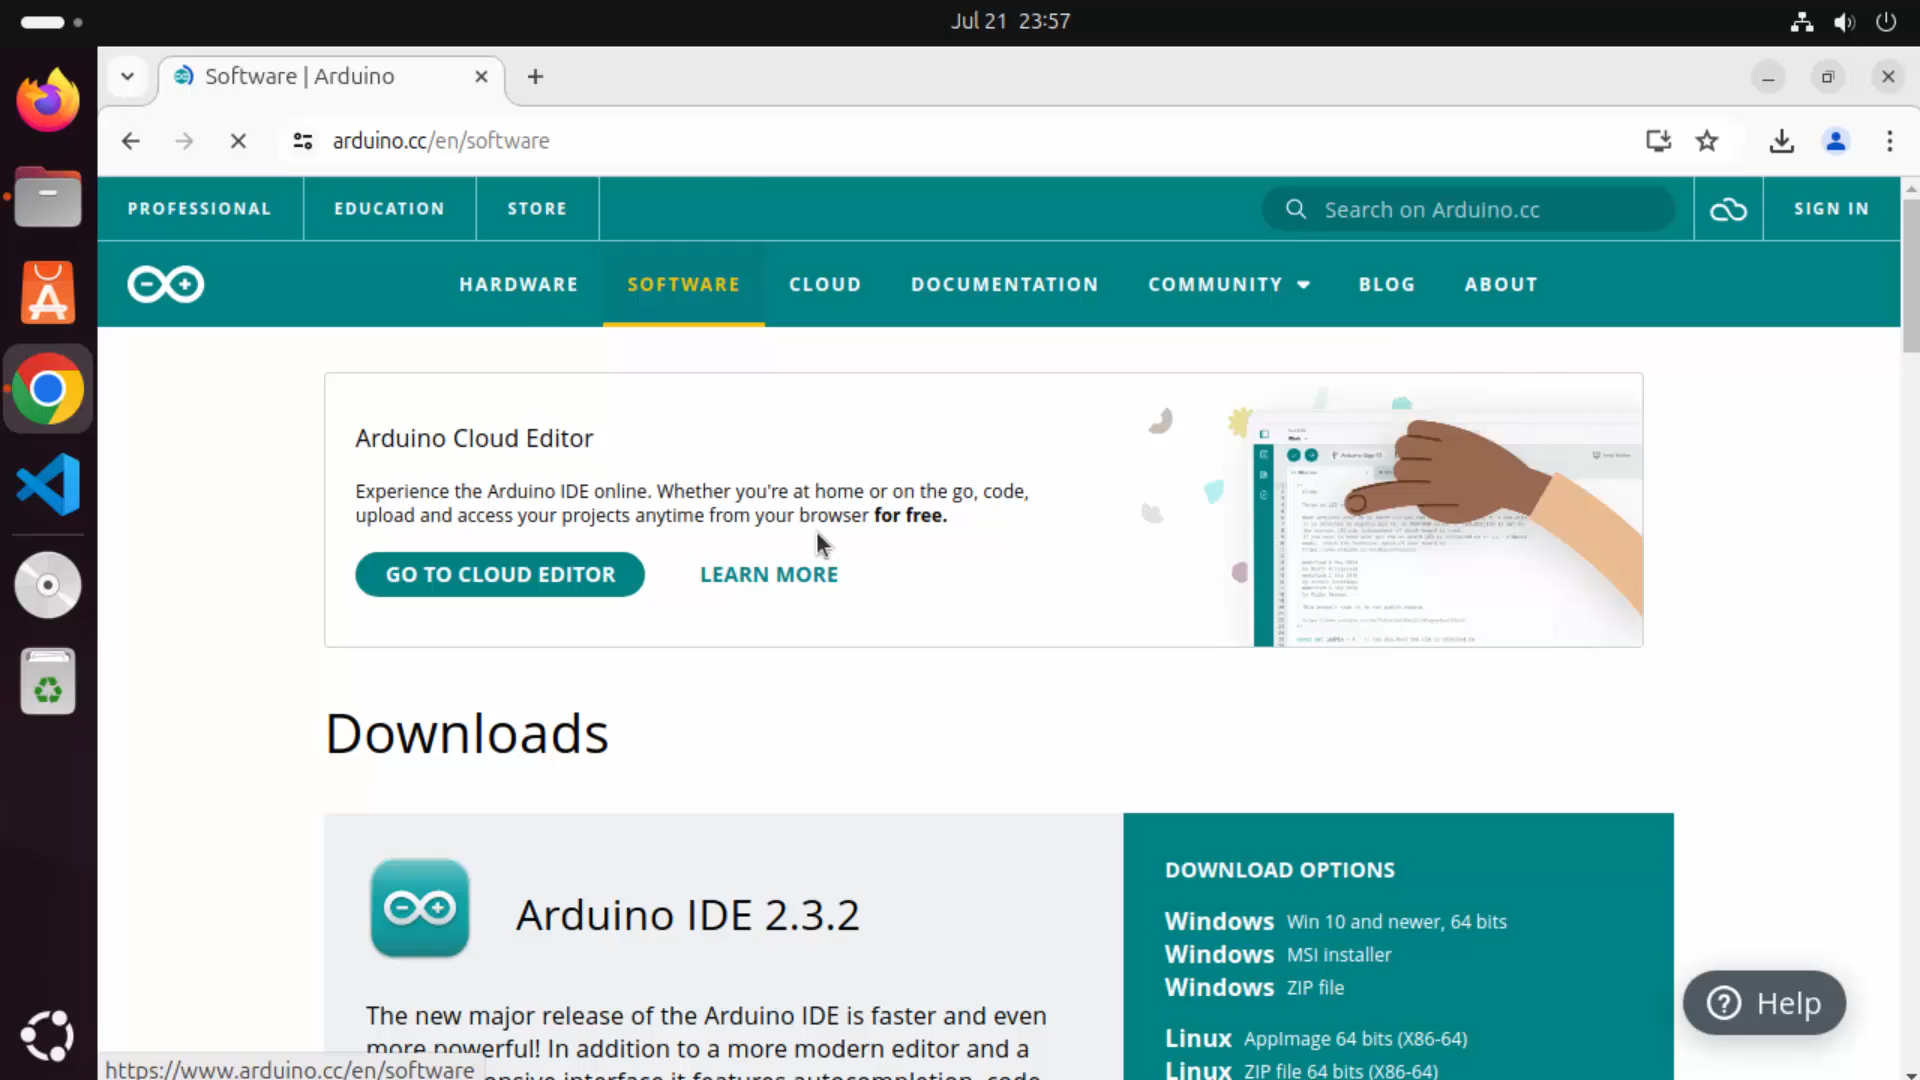 Jul 21 23:57
Software | Arduino
arduino.cc/en/software
PROFESSIONAL EDUCATION STORE Search on Arduino.cc SIGN IN
HARDWARE SOFTWARE CLOUD DOCUMENTATION COMMUNITY BLOG ABOUT
Arduino Cloud Editor
Experience the Arduino IDE online. Whether you're at home or on the go, code,
upload and access your projects anytime from your browser for free.
GO TO CLOUD EDITOR LEARN MORE
Downloads
Arduino IDE 2.3.2
The new major release of the Arduino IDE is faster and even
more powerful! In addition to a more modern editor and a
responsive interface it features autocompletion, code
DOWNLOAD OPTIONS
Windows Win 10 and newer, 64 bits
Windows MSI installer
Windows ZIP file
Linux AppImage 64 bits (X86-64)
Linux ZIP file 64 bits (X86-64)
Help
https://www.arduino.cc/en/software